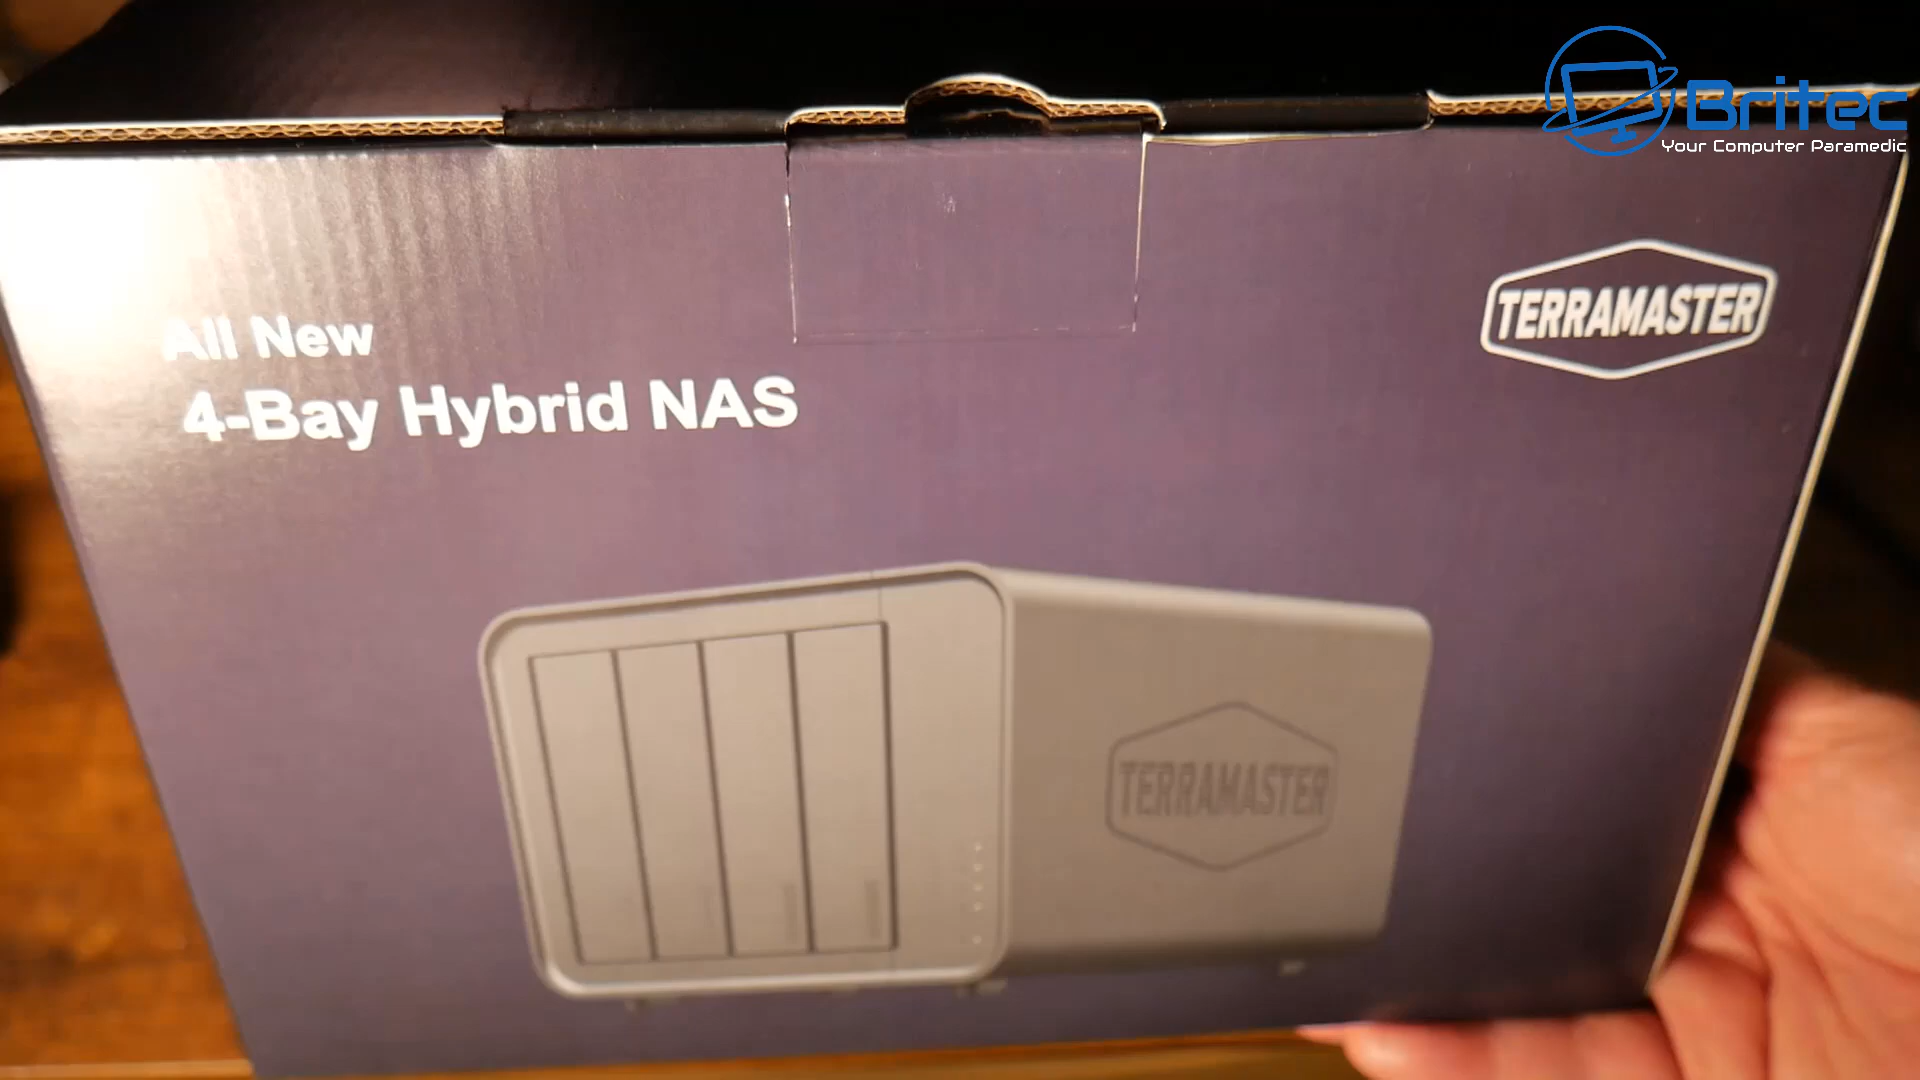 Britec
Your Computer Paramedic
TERRAMASTER
All New
4-Bay Hybrid NAS
TERRAMASTER